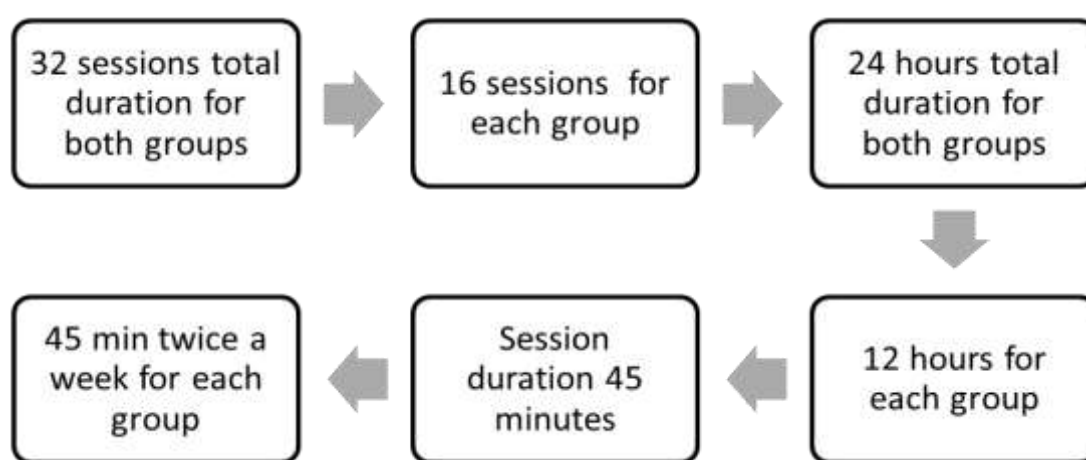 32 sessions total
duration for
both groups
16 sessions for
each group
24 hours total
duration for
both groups
12 hours for
each group
Session
duration 45
minutes
45 min twice a
week for each
group